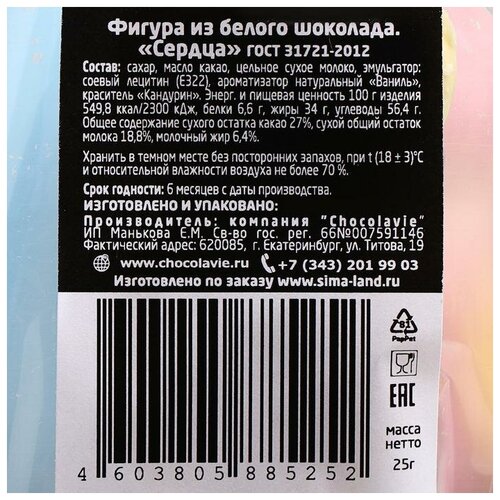 Фигура из белого шоколада.
«Сердца» ГОСТ 31721-2012
Состав: сахар, масло какао, цельное сухое молоко, эмульгатор:
соевый лецитин (Е322), ароматизатор натуральный «Ваниль»,
краситель «Кандурин». Энерг. и пищевая ценность 100 г изделия
549,8 ккал/2300 кДж, белки 6,6 г, жиры 34 г, углеводы 56,4 г.
Общее содержание сухого остатка какао 27%, сухой общий остаток
молока 18,8%, молочный жир 6,4%.
Хранить в темном месте без посторонних запахов, при t (18 ± 3)°С
и относительной влажности воздуха не более 70 %.
Срок годности: 6 месяцев с даты производства.
ИЗГОТОВЛЕНО И УПАКОВАНО:
Производитель: компания "Chocolavie"
ИП Манькова Е.М. Св-во гос. рег. 66№007591146
Фактический адрес: 620085, г. Екатеринбург, ул. Титова, 19
www.chocolavie.ru +7 (343) 201 99 03
Изготовлено по заказу www.sima-land.ru
81
PapPet
EAC
масса
нетто
25г
4 603805 885252